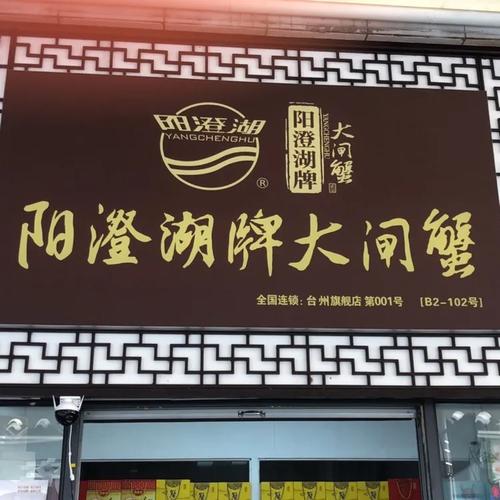 阳澄湖
YANGCHENGHU
®
阳澄湖牌
YANGCHENGHU
大闸蟹
阳澄湖牌大闸蟹
全国连锁：台州旗舰店 第001号 [B2-102号]